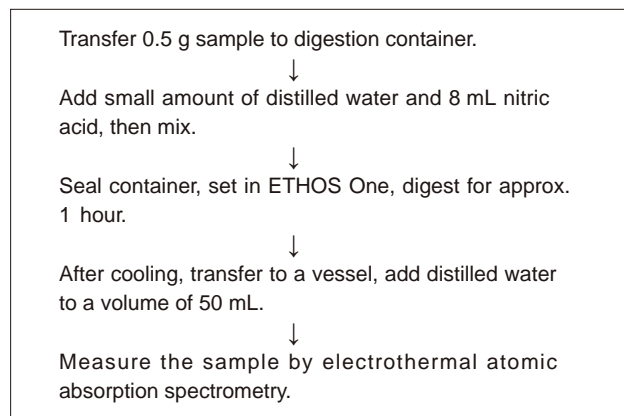 Transfer 0.5 g sample to digestion container.
↓
Add small amount of distilled water and 8 mL nitric
acid, then mix.
↓
Seal container, set in ETHOS One, digest for approx.
1 hour.
↓
After cooling, transfer to a vessel, add distilled water
to a volume of 50 mL.
↓
Measure the sample by electrothermal atomic
absorption spectrometry.